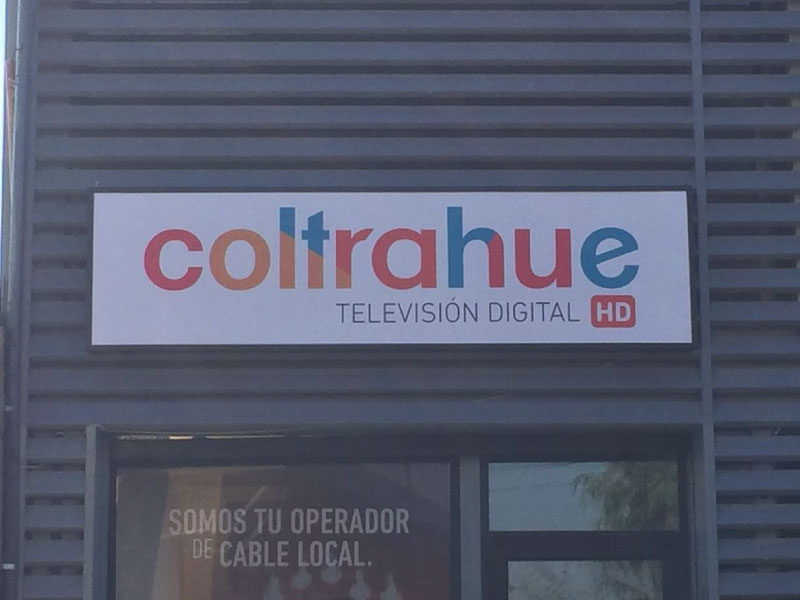 coltrahue
TELEVISIÓN DIGITAL HD
SOMOS TU OPERADOR
DE CABLE LOCAL.